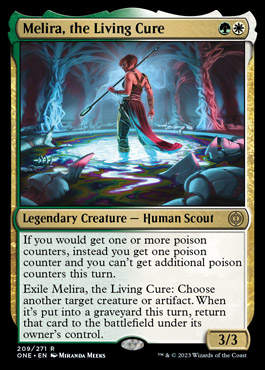 Melira, the Living Cure
Legendary Creature — Human Scout
If you would get one or more poison
counters, instead you get one poison
counter and you can't get additional poison
counters this turn.
Exile Melira, the Living Cure: Choose
another target creature or artifact. When
it's put into a graveyard this turn, return
that card to the battlefield under its
owner's control.
3/3
209/271 R
ONE • EN MIRANDA MEEKS
™ & © 2023 Wizards of the Coast